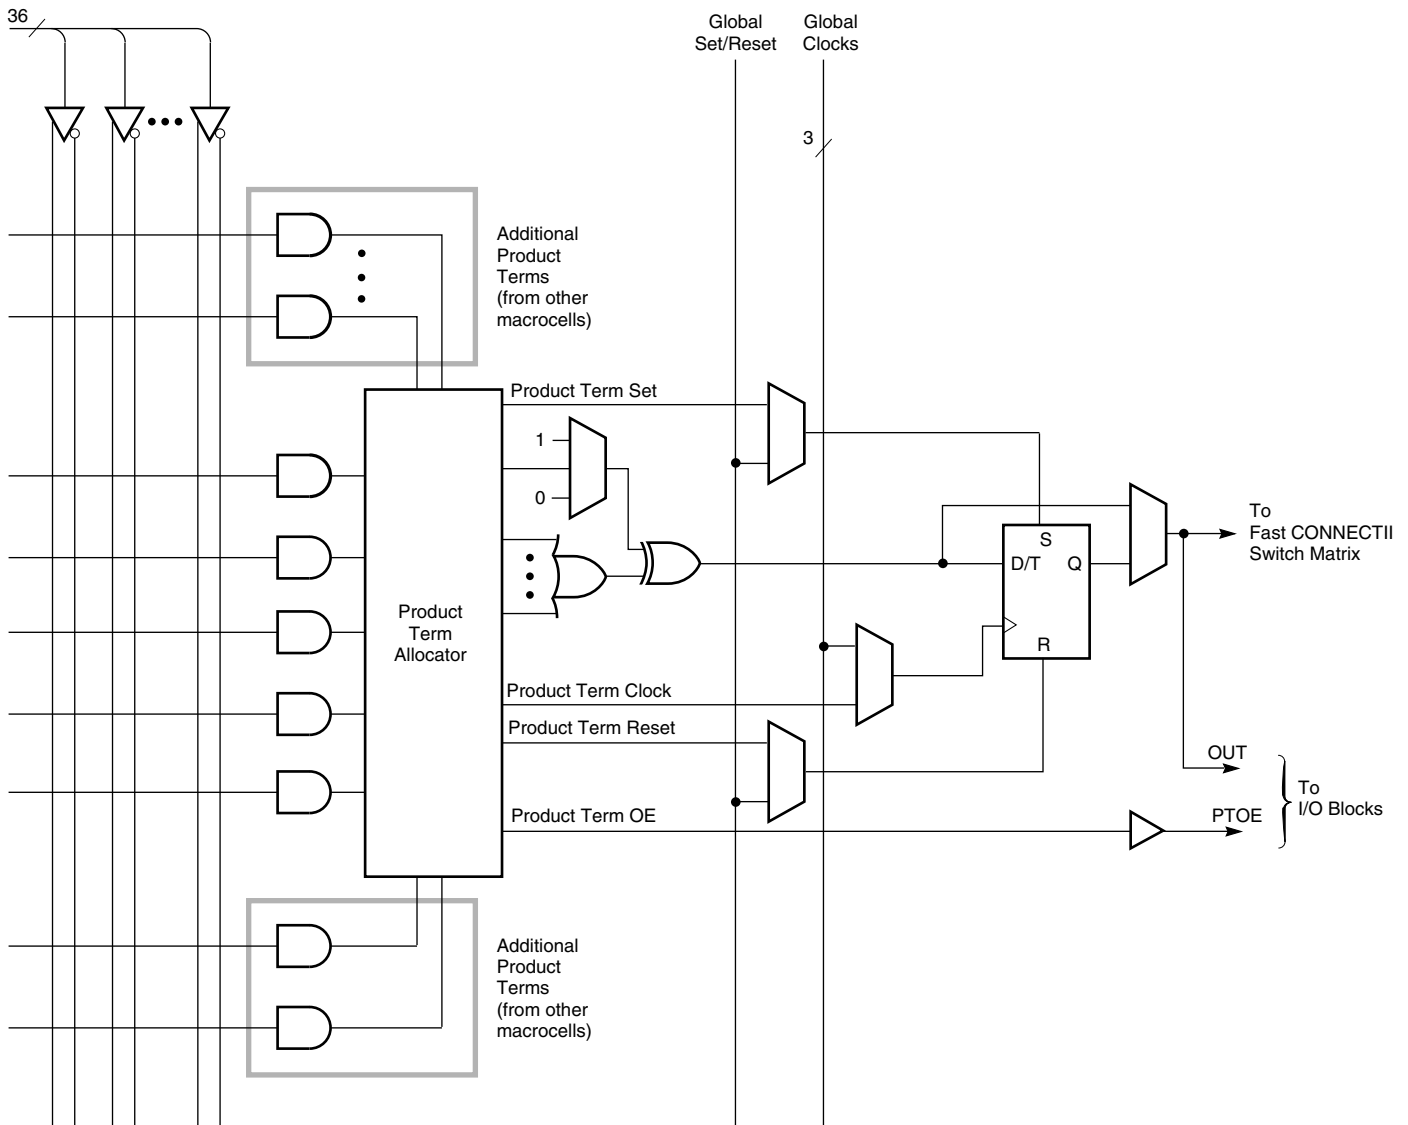 36
Global
Set/Reset
Global
Clocks
3
Additional
Product
Terms
(from other
macrocells)
Product Term Set
1
0
Product
Term
Allocator
S
D/T Q
R
To
Fast CONNECTII
Switch Matrix
Product Term Clock
Product Term Reset
Product Term OE
OUT
PTOE
To
I/O Blocks
Additional
Product
Terms
(from other
macrocells)